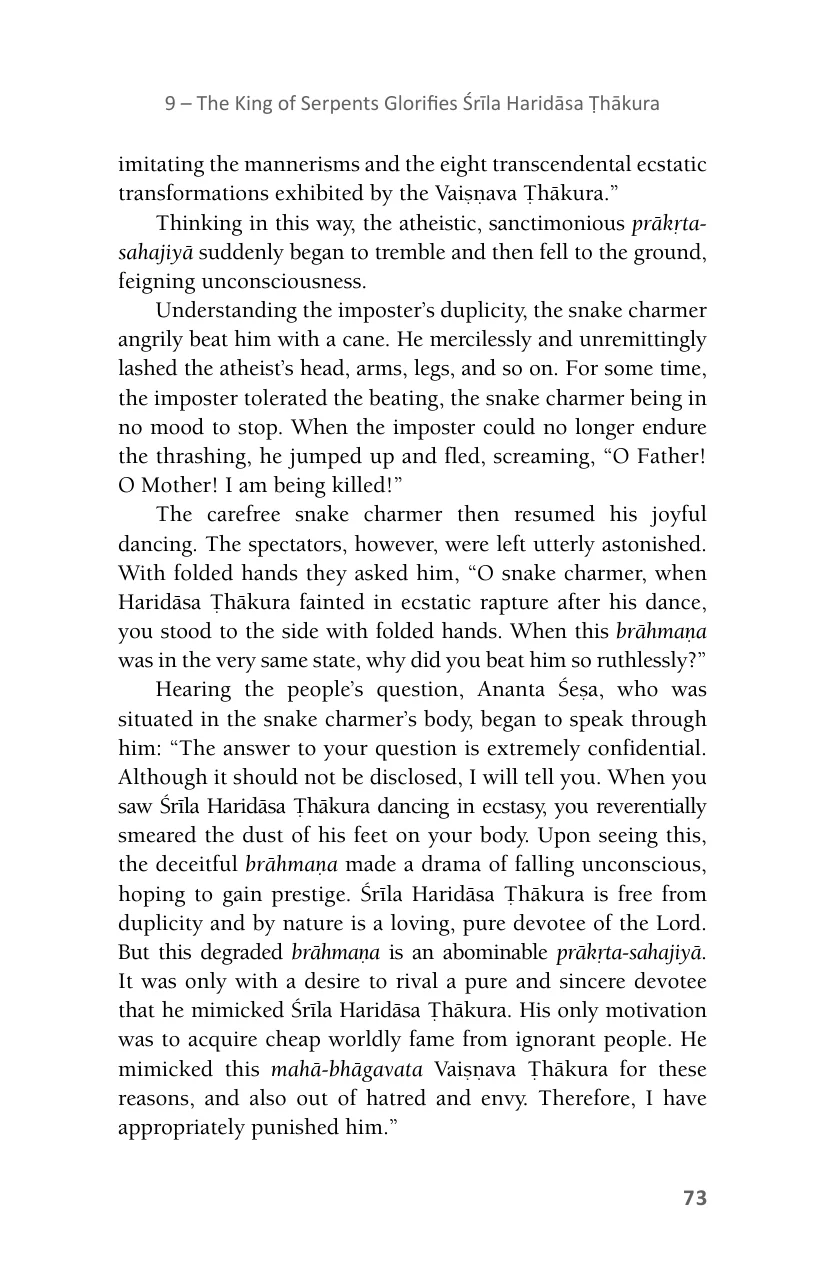 9 – The King of Serpents Glorifies Śrīla Haridāsa Ṭhākura
imitating the mannerisms and the eight transcendental ecstatic
transformations exhibited by the Vaiṣṇava Ṭhākura.”
Thinking in this way, the atheistic, sanctimonious prākṛta-
sahajiyā suddenly began to tremble and then fell to the ground,
feigning unconsciousness.
Understanding the imposter’s duplicity, the snake charmer
angrily beat him with a cane. He mercilessly and unremittingly
lashed the atheist’s head, arms, legs, and so on. For some time,
the imposter tolerated the beating, the snake charmer being in
no mood to stop. When the imposter could no longer endure
the thrashing, he jumped up and fled, screaming, “O Father!
O Mother! I am being killed!”
The carefree snake charmer then resumed his joyful
dancing. The spectators, however, were left utterly astonished.
With folded hands they asked him, “O snake charmer, when
Haridāsa Ṭhākura fainted in ecstatic rapture after his dance,
you stood to the side with folded hands. When this brāhmaṇa
was in the very same state, why did you beat him so ruthlessly?”
Hearing the people’s question, Ananta Śeṣa, who was
situated in the snake charmer’s body, began to speak through
him: “The answer to your question is extremely confidential.
Although it should not be disclosed, I will tell you. When you
saw Śrīla Haridāsa Ṭhākura dancing in ecstasy, you reverentially
smeared the dust of his feet on your body. Upon seeing this,
the deceitful brāhmaṇa made a drama of falling unconscious,
hoping to gain prestige. Śrīla Haridāsa Ṭhākura is free from
duplicity and by nature is a loving, pure devotee of the Lord.
But this degraded brāhmaṇa is an abominable prākṛta-sahajiyā.
It was only with a desire to rival a pure and sincere devotee
that he mimicked Śrīla Haridāsa Ṭhākura. His only motivation
was to acquire cheap worldly fame from ignorant people. He
mimicked this mahā-bhāgavata Vaiṣṇava Ṭhākura for these
reasons, and also out of hatred and envy. Therefore, I have
appropriately punished him.”
73